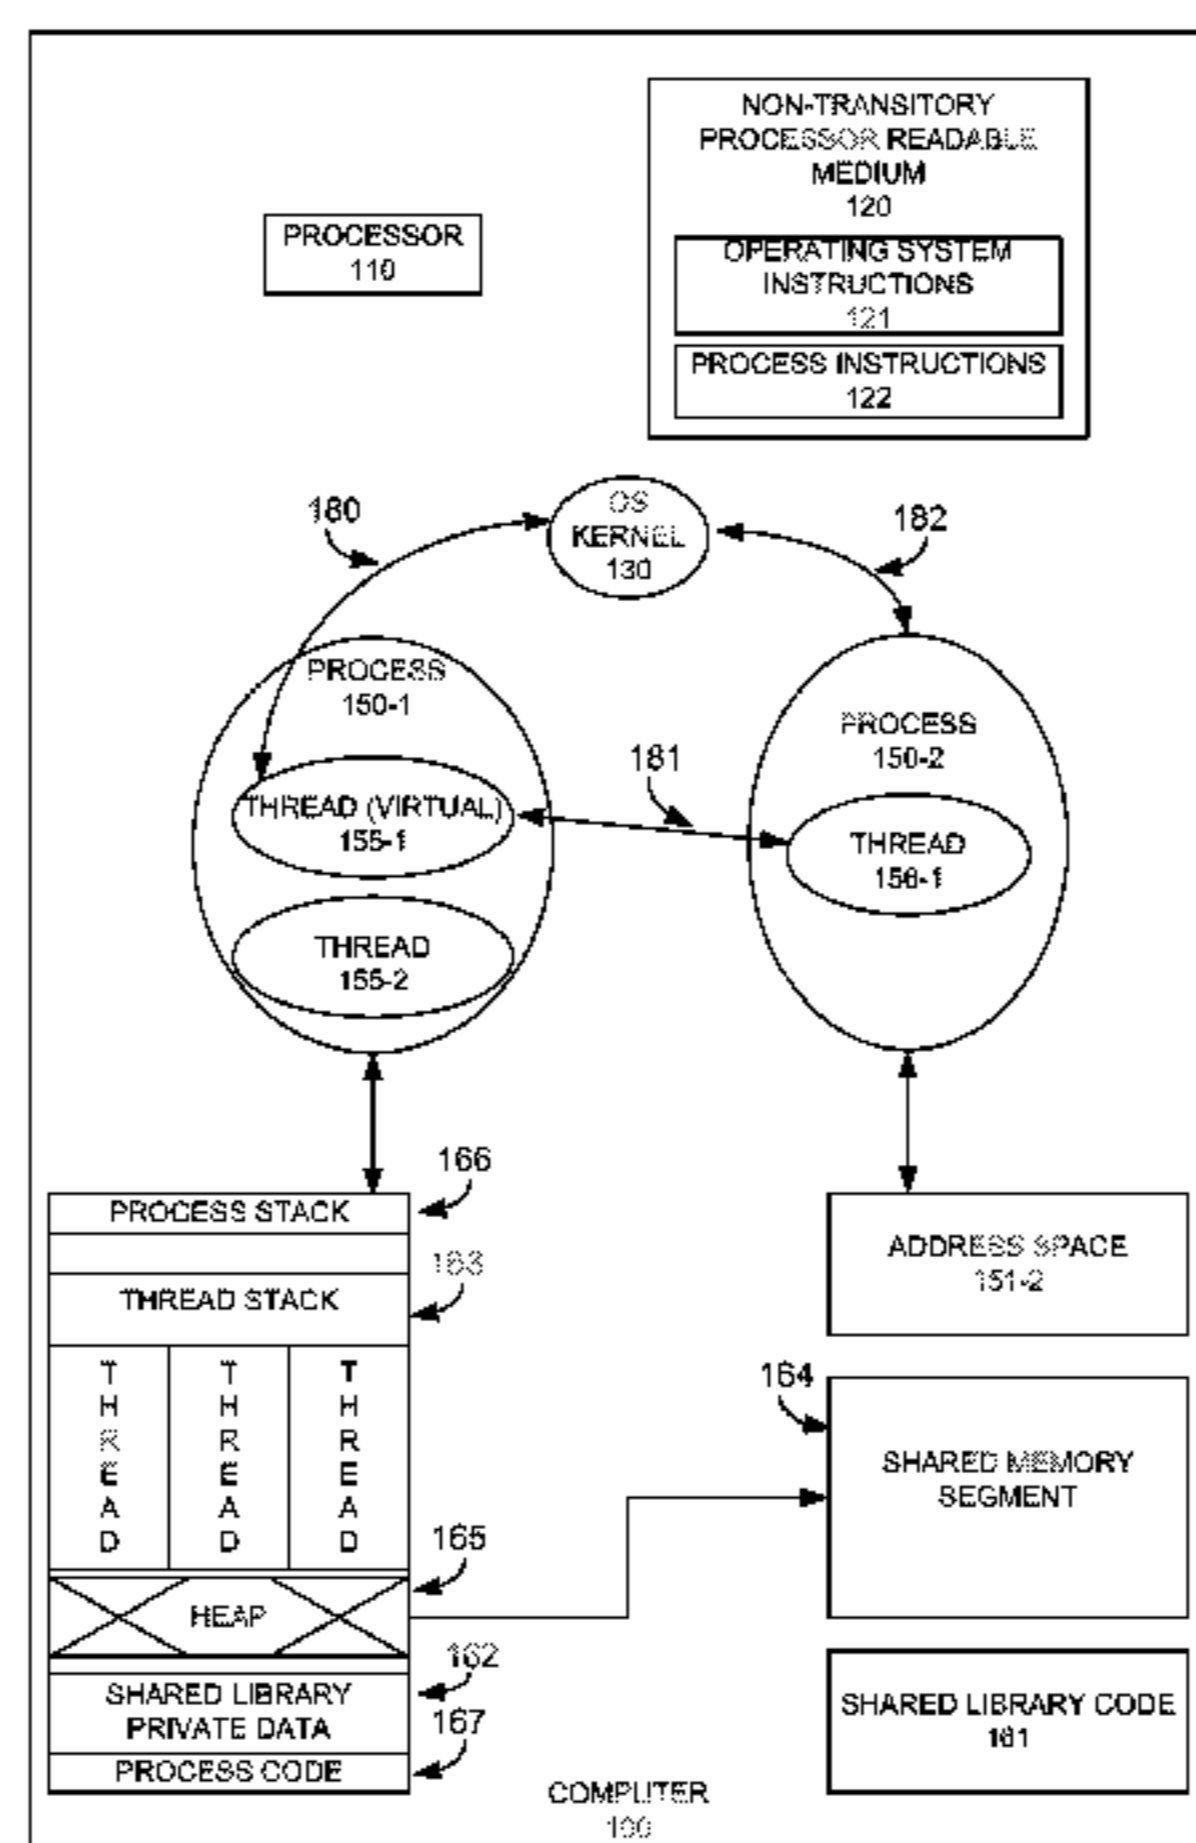 NON-TRANSITORY
PROCESSOR READABLE
MEDIUM
120
PROCESSOR
110
OPERATING SYSTEM
INSTRUCTIONS
121
PROCESS INSTRUCTIONS
122
180
OS
KERNEL
130
182
PROCESS
150-1
PROCESS
150-2
181
THREAD (VIRTUAL)
155-1
THREAD
156-1
THREAD
155-2
166
PROCESS STACK
163
THREAD STACK
ADDRESS SPACE
151-2
THREAD
THREAD
THREAD
164
SHARED MEMORY
SEGMENT
165
HEAP
162
SHARED LIBRARY
PRIVATE DATA
167
PROCESS CODE
SHARED LIBRARY CODE
161
COMPUTER
100